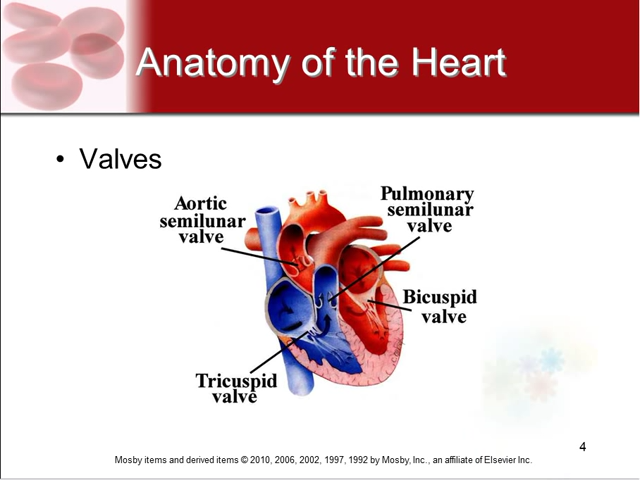 Anatomy of the Heart
• Valves
Aortic
semilunar
valve
Pulmonary
semilunar
valve
Bicuspid
valve
Tricuspid
valve
4
Mosby items and derived items © 2010, 2006, 2002, 1997, 1992 by Mosby, Inc., an affiliate of Elsevier Inc.